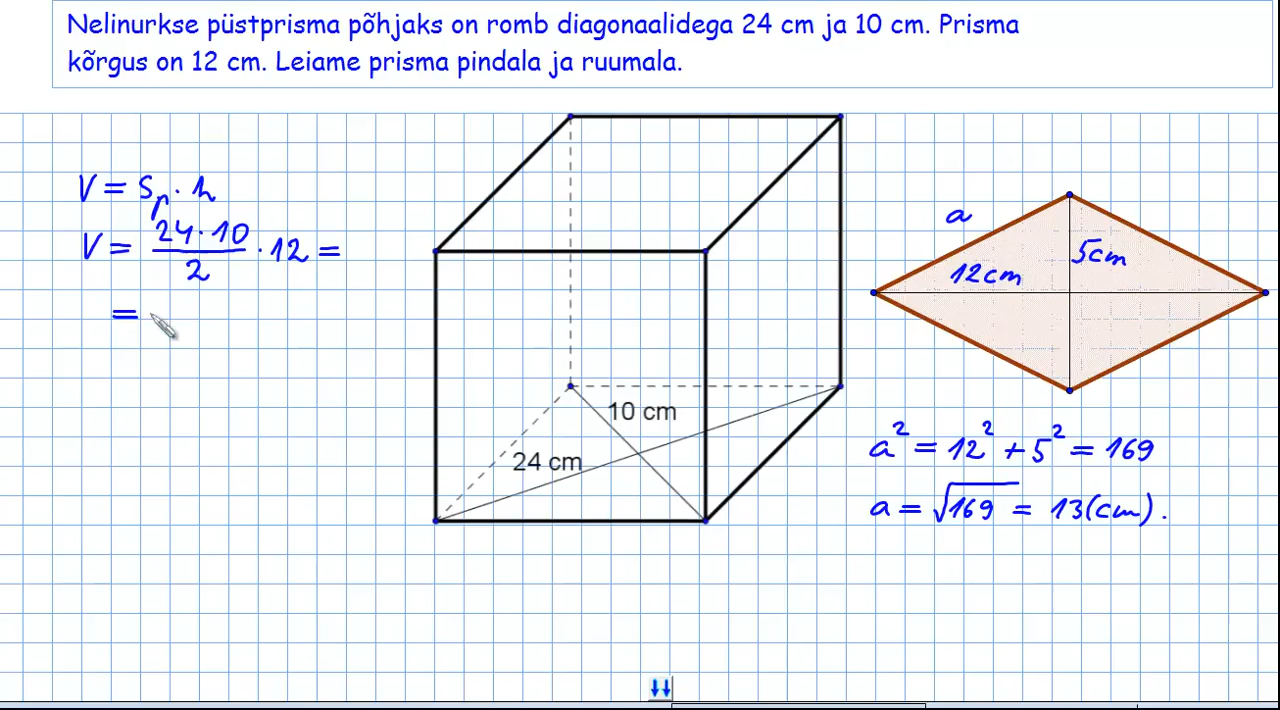 Nelinurkse püstprisma põhjaks on romb diagonaalidega 24 cm ja 10 cm. Prisma
kõrgus on 12 cm. Leiame prisma pindala ja ruumala.
V = Sp · h
V = 24 · 10 / 2 · 12 =
=
10 cm
24 cm
a
5cm
12cm
a² = 12² + 5² = 169
a = √169 = 13(cm).